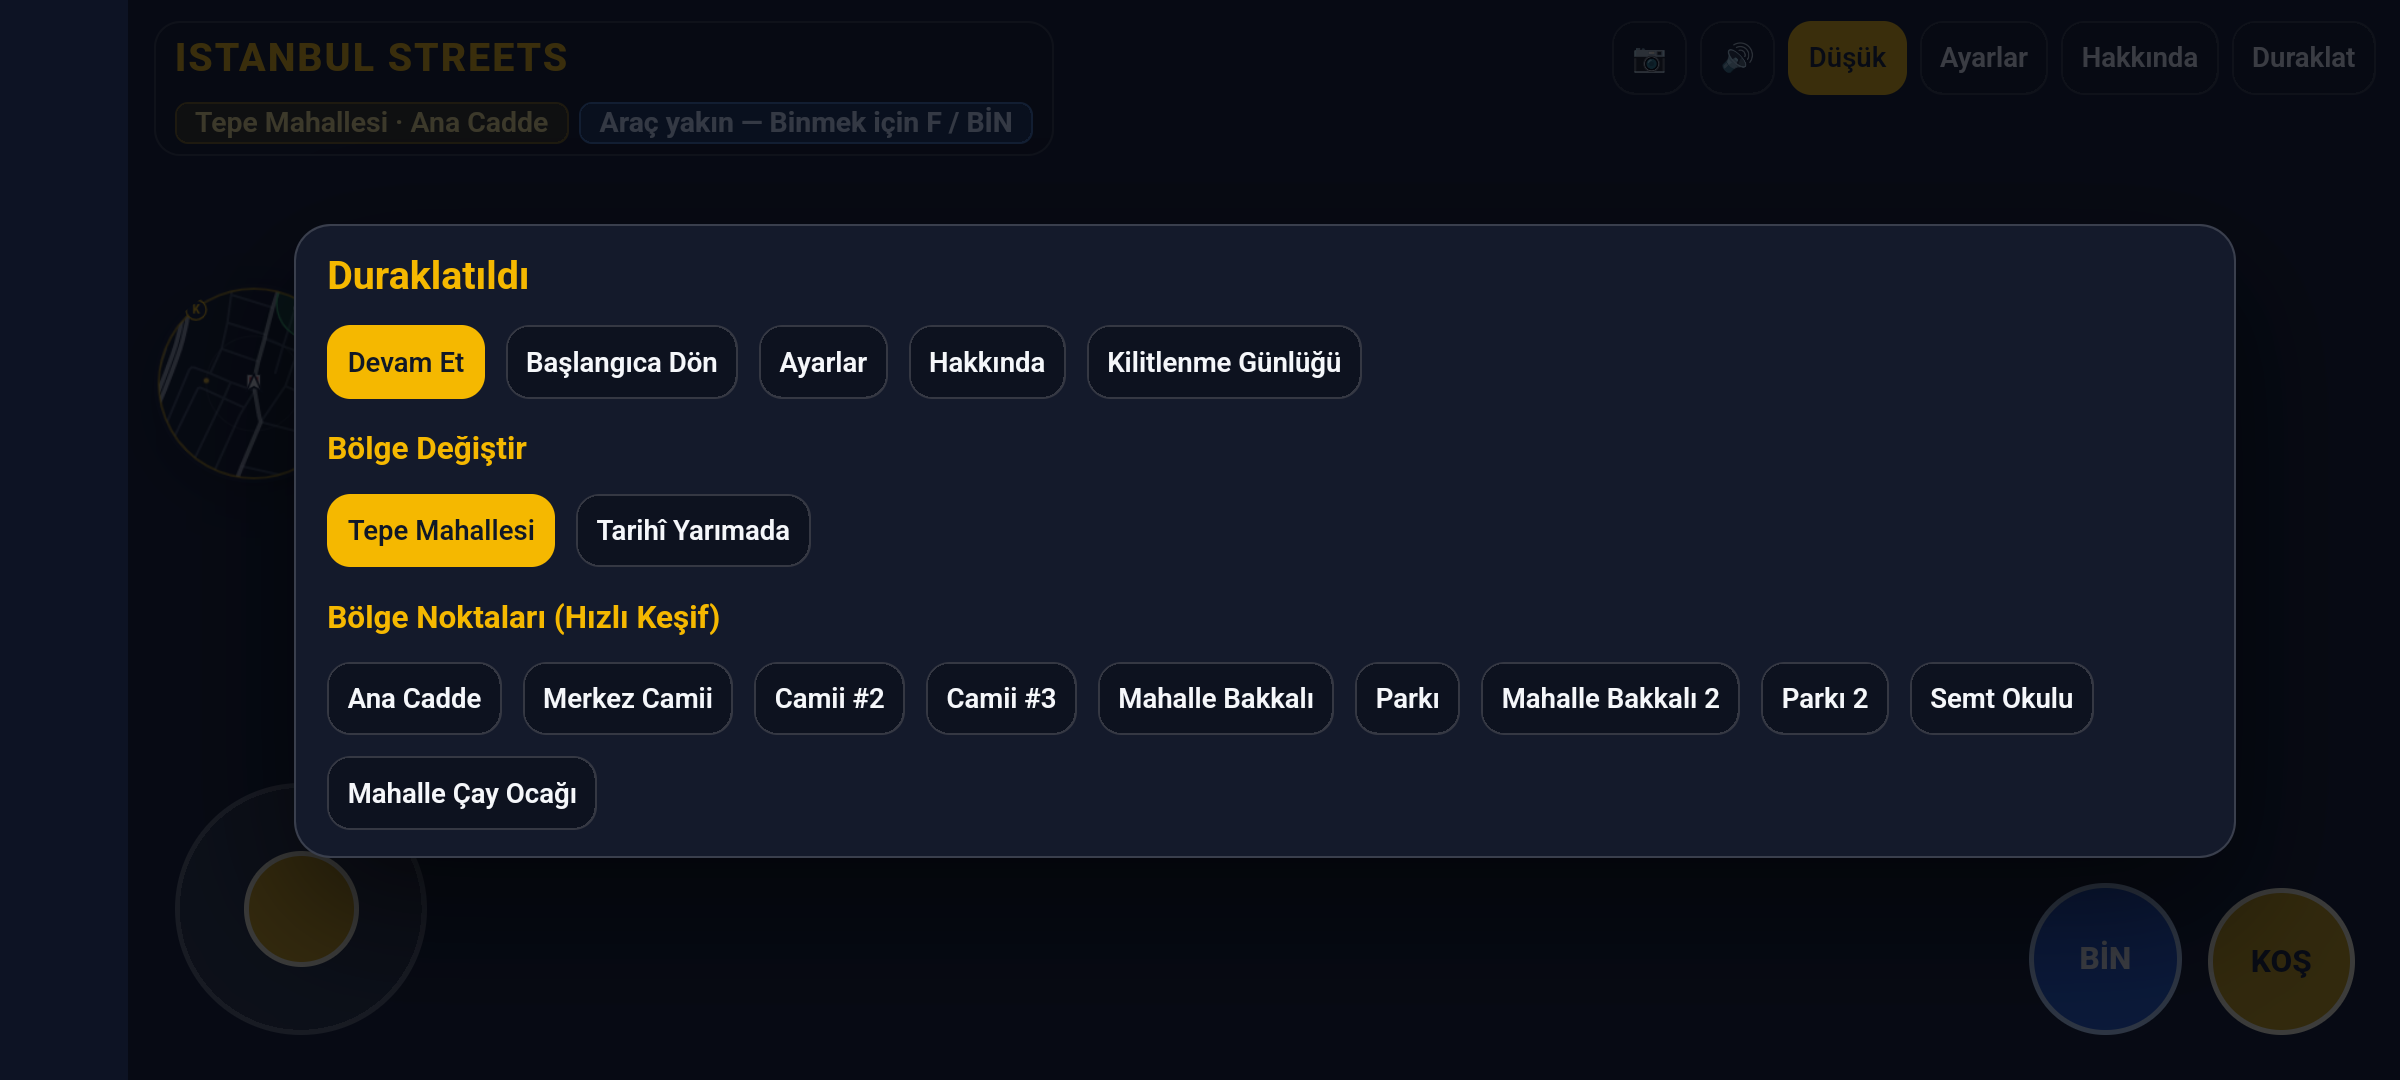 ISTANBUL STREETS
Tepe Mahallesi · Ana Cadde
Araç yakın — Binmek için F / BİN
Düşük
Ayarlar
Hakkında
Duraklat
K
Duraklatıldı
Devam Et
Başlangıca Dön
Ayarlar
Hakkında
Kilitlenme Günlüğü
Bölge Değiştir
Tepe Mahallesi
Tarihî Yarımada
Bölge Noktaları (Hızlı Keşif)
Ana Cadde
Merkez Camii
Camii #2
Camii #3
Mahalle Bakkalı
Parkı
Mahalle Bakkalı 2
Parkı 2
Semt Okulu
Mahalle Çay Ocağı
BİN
KOŞ